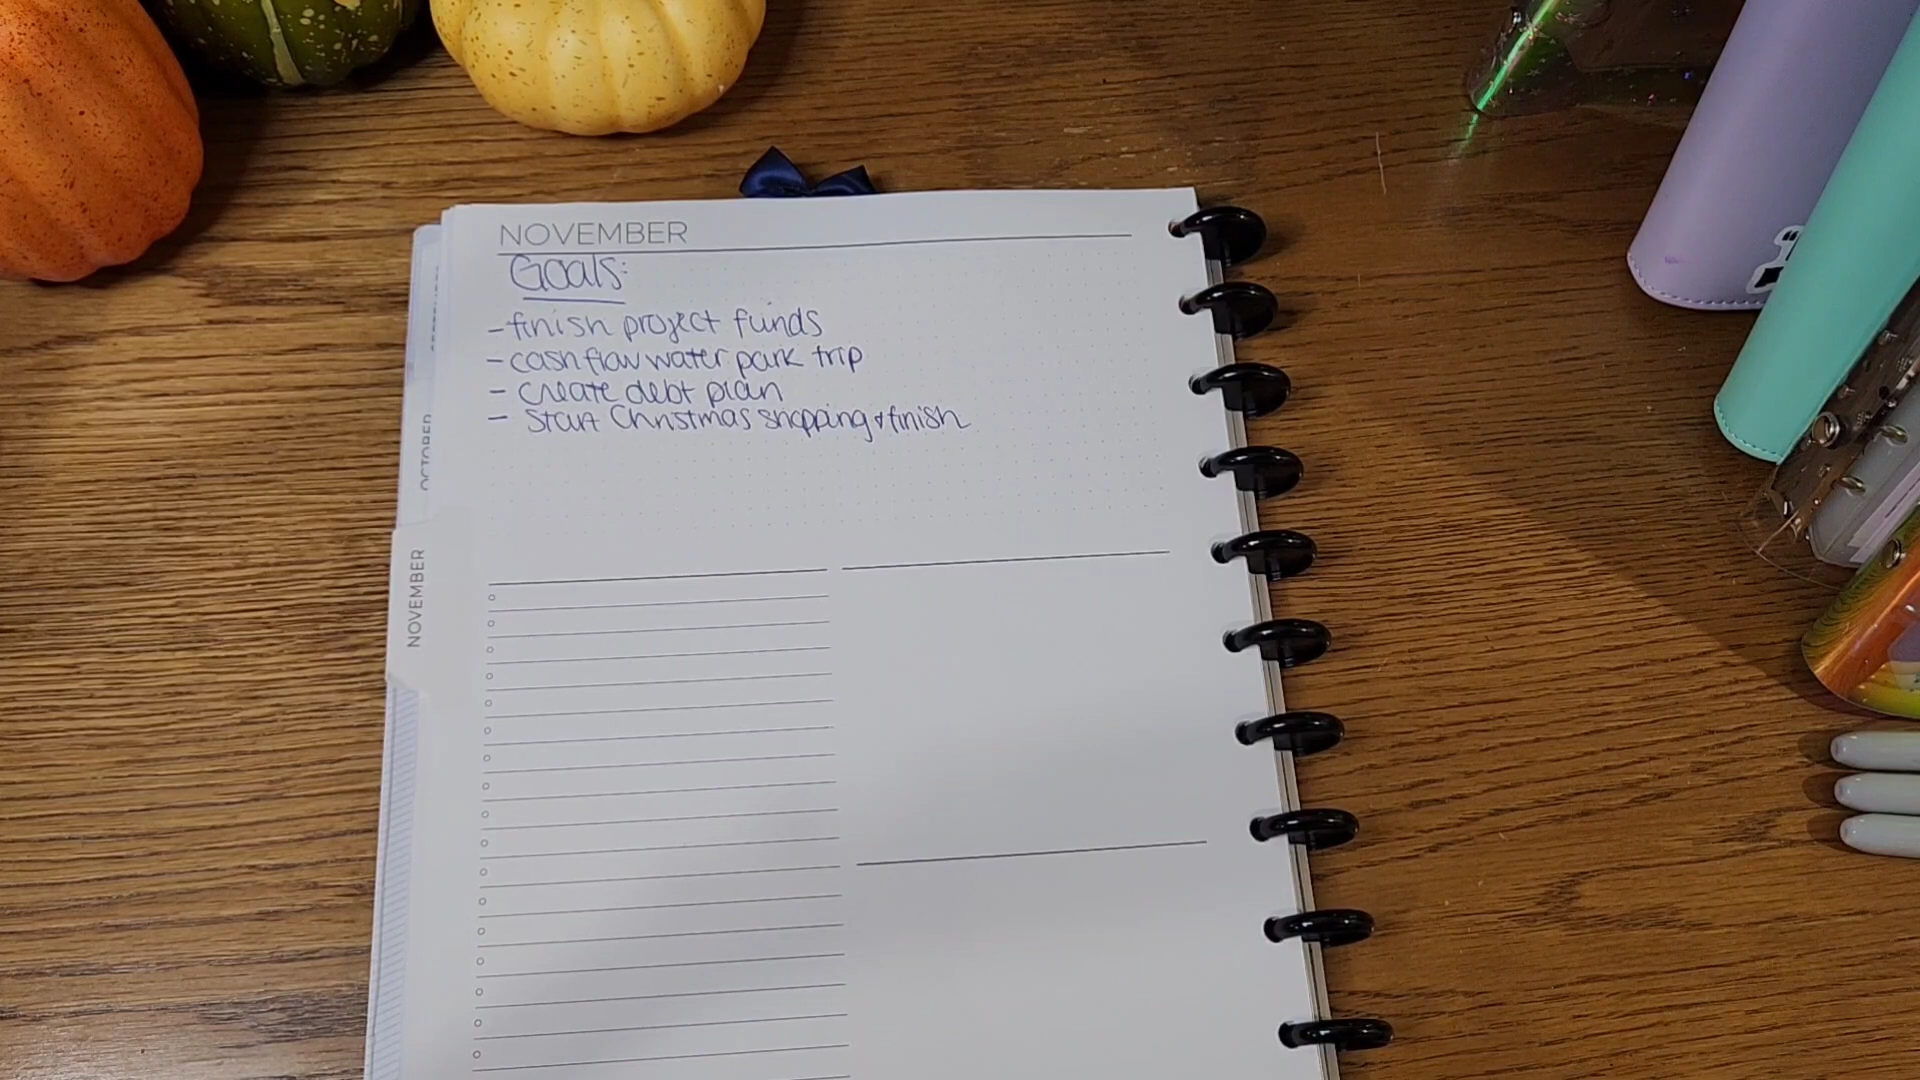 NOVEMBER
Goals:
- finish project funds
- cash flow water park trip
- create debt plan
- Start Christmas shopping & finish
OCTOBER
NOVEMBER